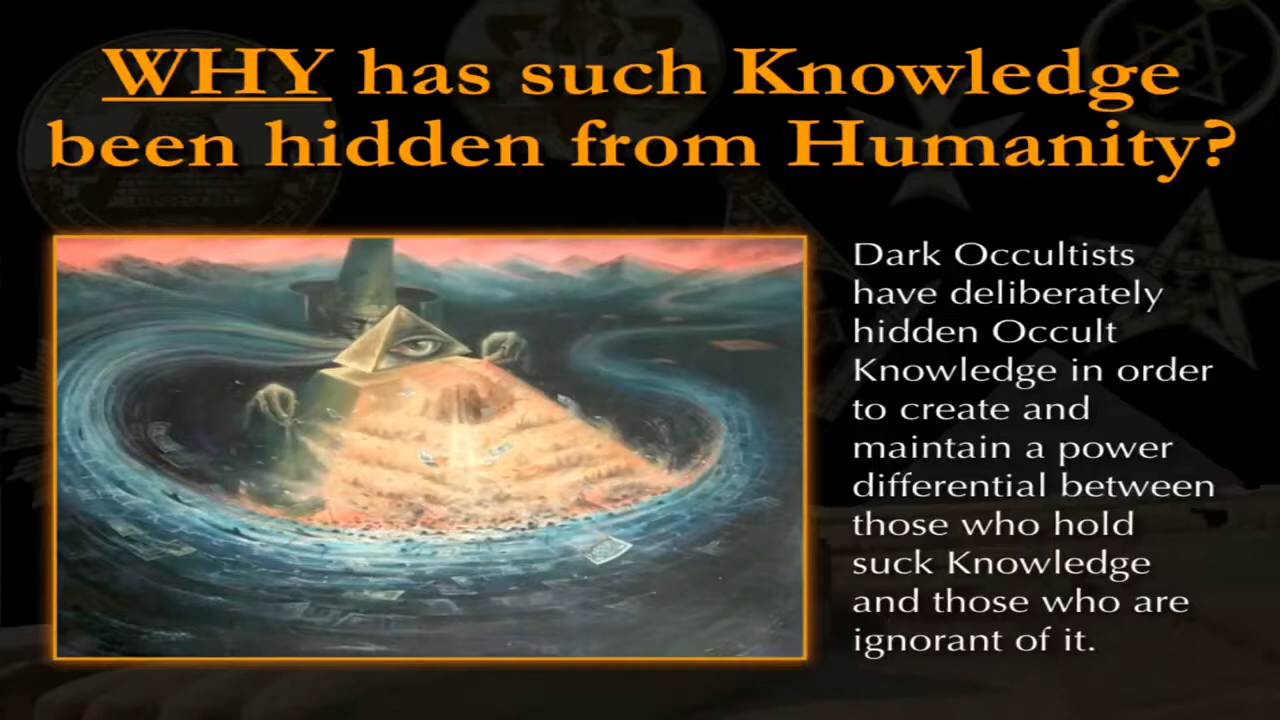 WHY has such Knowledge
been hidden from Humanity?
Dark Occultists
have deliberately
hidden Occult
Knowledge in order
to create and
maintain a power
differential between
those who hold
suck Knowledge
and those who are
ignorant of it.